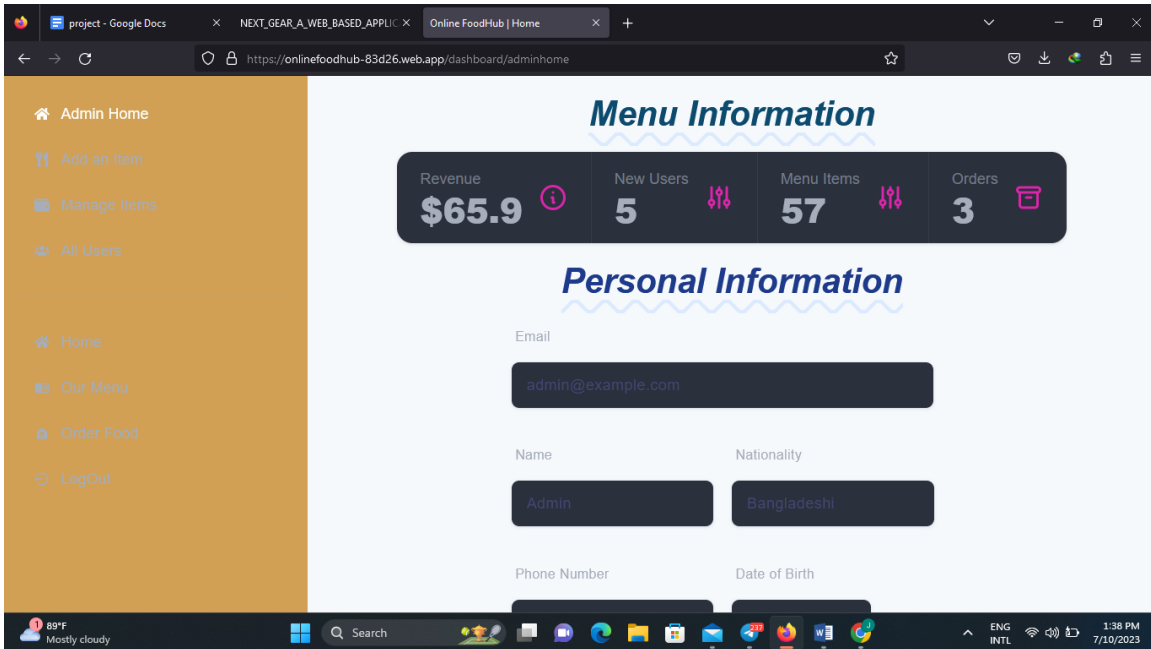 project - Google Docs
NEXT_GEAR_A_WEB_BASED_APPLIC
Online FoodHub | Home
https://onlinefoodhub-83d26.web.app/dashboard/adminhome
Admin Home
Add an Item
Manage Items
All Users
Home
Our Menu
Order Food
LogOut
Menu Information
Revenue
$65.9
New Users
5
Menu Items
57
Orders
3
Personal Information
Email
admin@example.com
Name
Nationality
Admin
Bangladeshi
Phone Number
Date of Birth
1
89°F
Mostly cloudy
Search
237
ENG
INTL
1:38 PM
7/10/2023